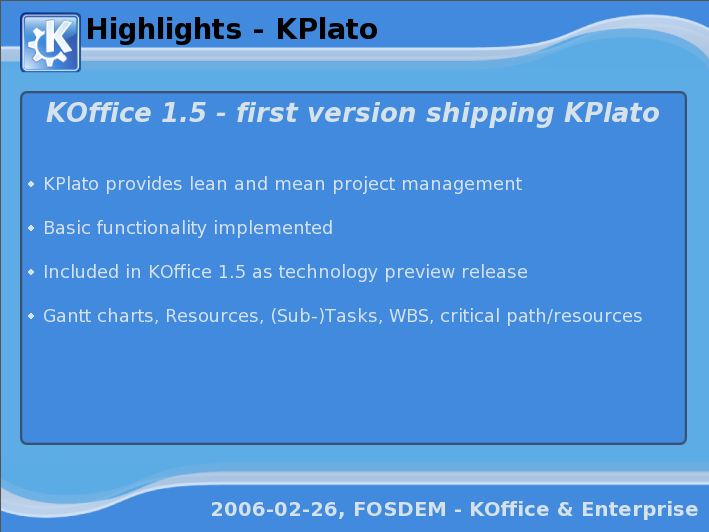 Highlights - KPlato
KOffice 1.5 - first version shipping KPlato
• KPlato provides lean and mean project management
• Basic functionality implemented
• Included in KOffice 1.5 as technology preview release
• Gantt charts, Resources, (Sub-)Tasks, WBS, critical path/resources
2006-02-26, FOSDEM - KOffice & Enterprise